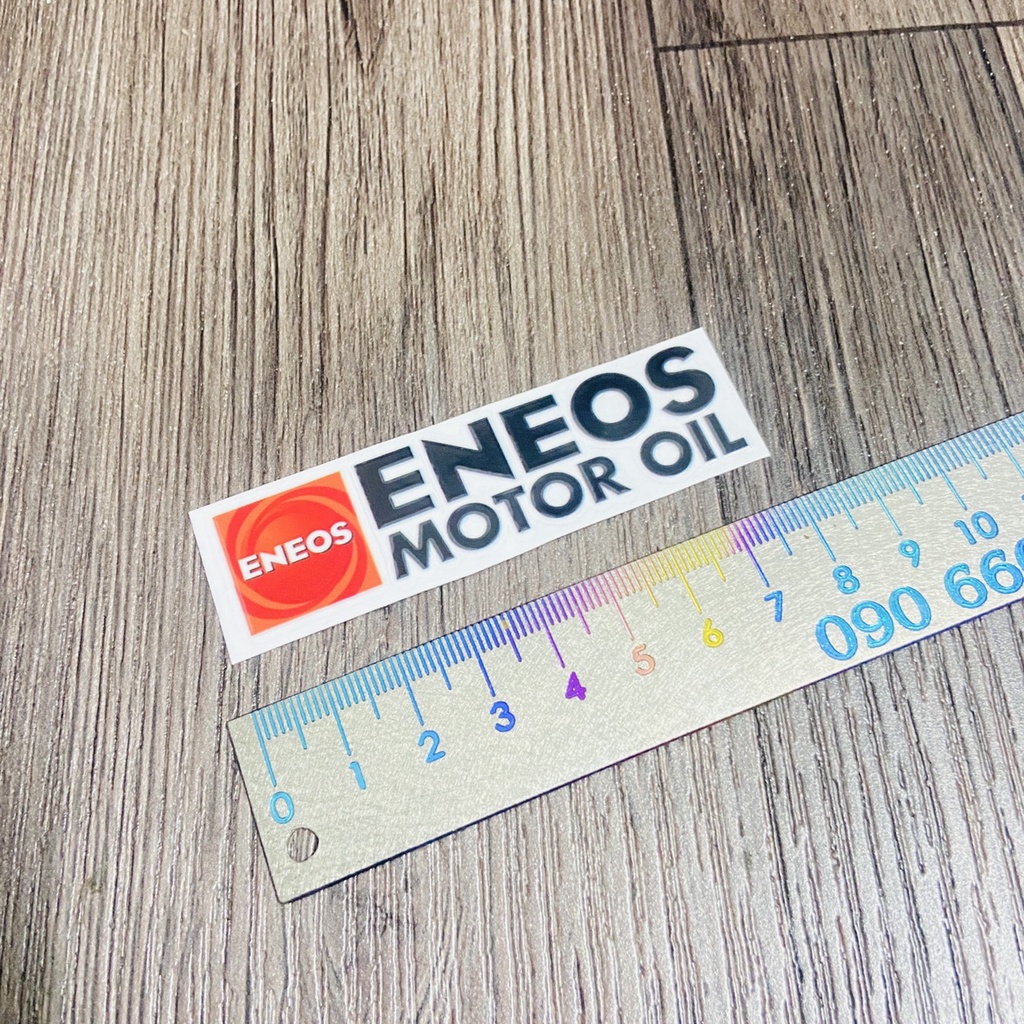 ENEOS
ENEOS
MOTOR OIL
0 1 2 3 4 5 6 7 8 9 10
090 66